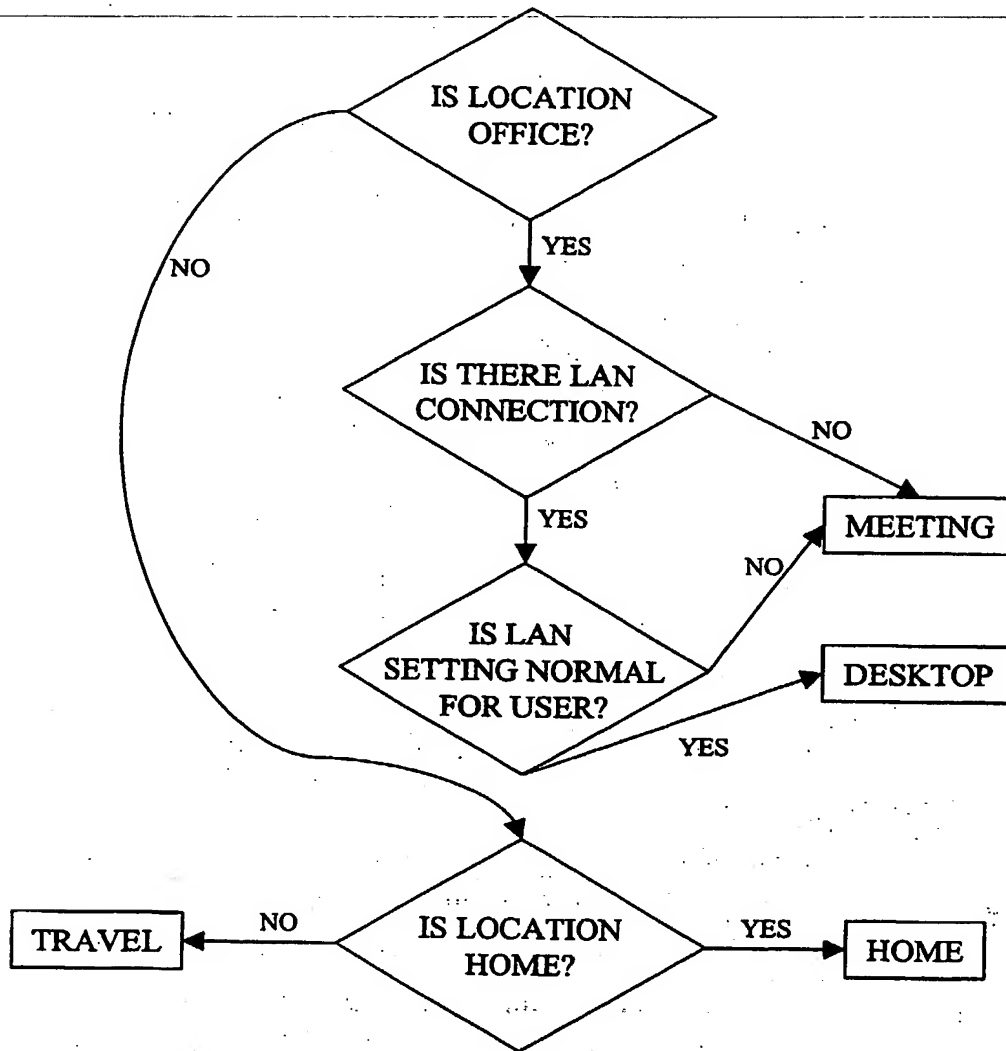 IS LOCATION
OFFICE?
YES
NO
IS THERE LAN
CONNECTION?
NO
YES
MEETING
NO
IS LAN
SETTING NORMAL
FOR USER?
DESKTOP
YES
TRAVEL
NO
IS LOCATION
HOME?
YES
HOME